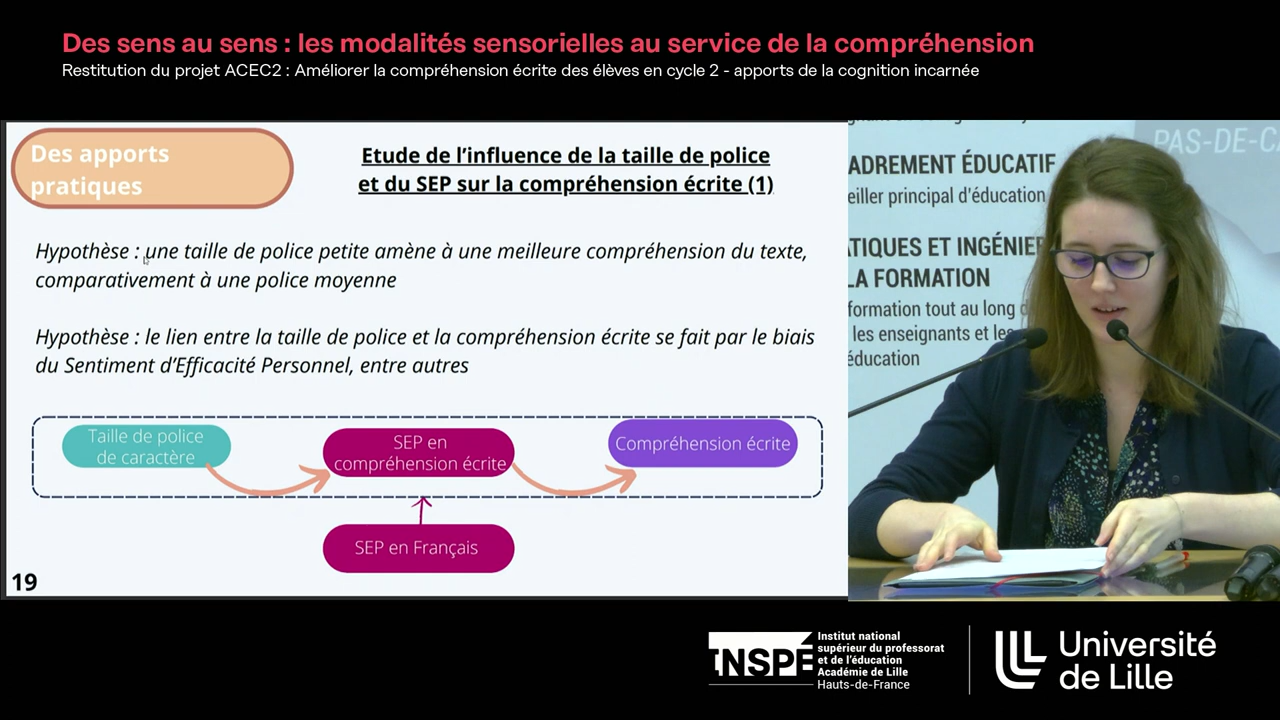 Des sens au sens : les modalités sensorielles au service de la compréhension
Restitution du projet ACEC2 : Améliorer la compréhension écrite des élèves en cycle 2 - apports de la cognition incarnée
Des apports
pratiques
Etude de l’influence de la taille de police
et du SEP sur la compréhension écrite (1)
Hypothèse : une taille de police petite amène à une meilleure compréhension du texte,
comparativement à une police moyenne
Hypothèse : le lien entre la taille de police et la compréhension écrite se fait par le biais
du Sentiment d’Efficacité Personnel, entre autres
Taille de police
de caractère
SEP en
compréhension écrite
Compréhension écrite
SEP en Français
19
PAS-DE-CA
ADREMENT ÉDUCATIF
eiller principal d'éducation
ATIQUES ET INGÉNIE
LA FORMATION
formation tout au long d
les enseignants et les
éducation
INSPÉ
Institut national
supérieur du professorat
et de l’éducation
Académie de Lille
Hauts-de-France
Université
de Lille